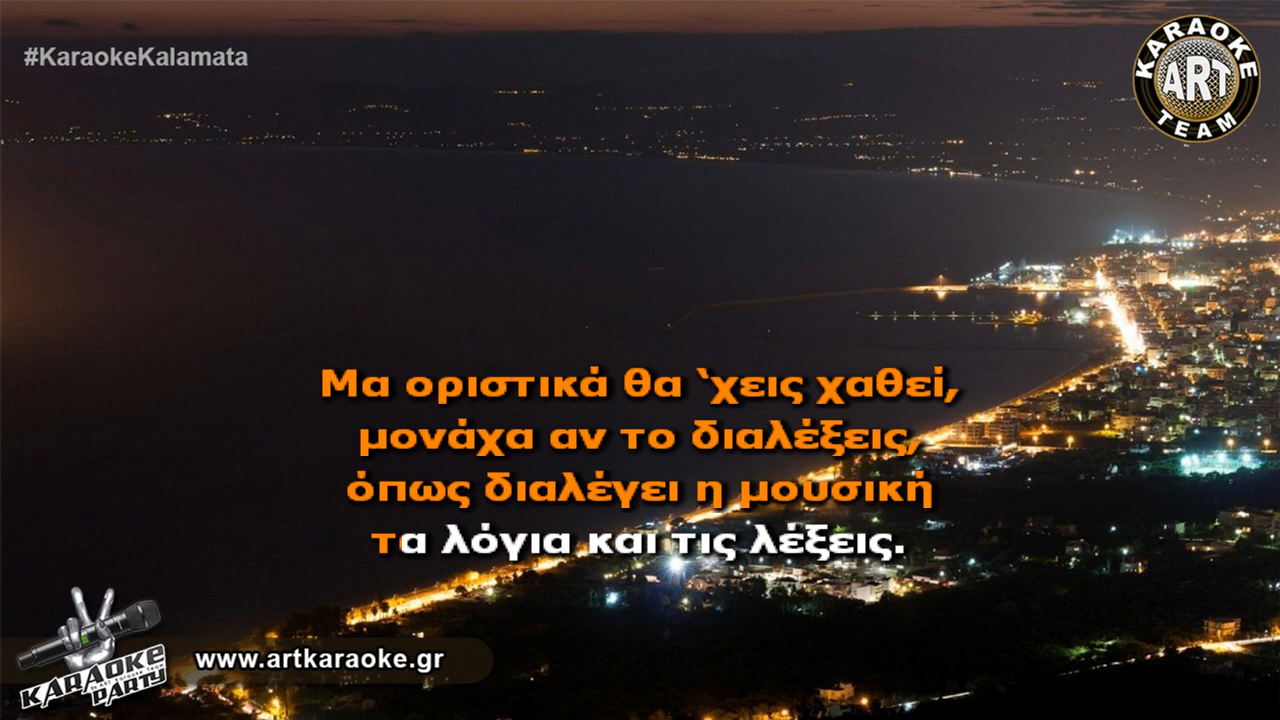 #KaraokeKalamata
KARAOKE
ART
TEAM
Μα οριστικά θα ‘χεις χαθεί,
μονάχα αν το διαλέξεις,
όπως διαλέγει η μουσική
τα λόγια και τις λέξεις.
www.artkaraoke.gr
KARAOKE
PARTY